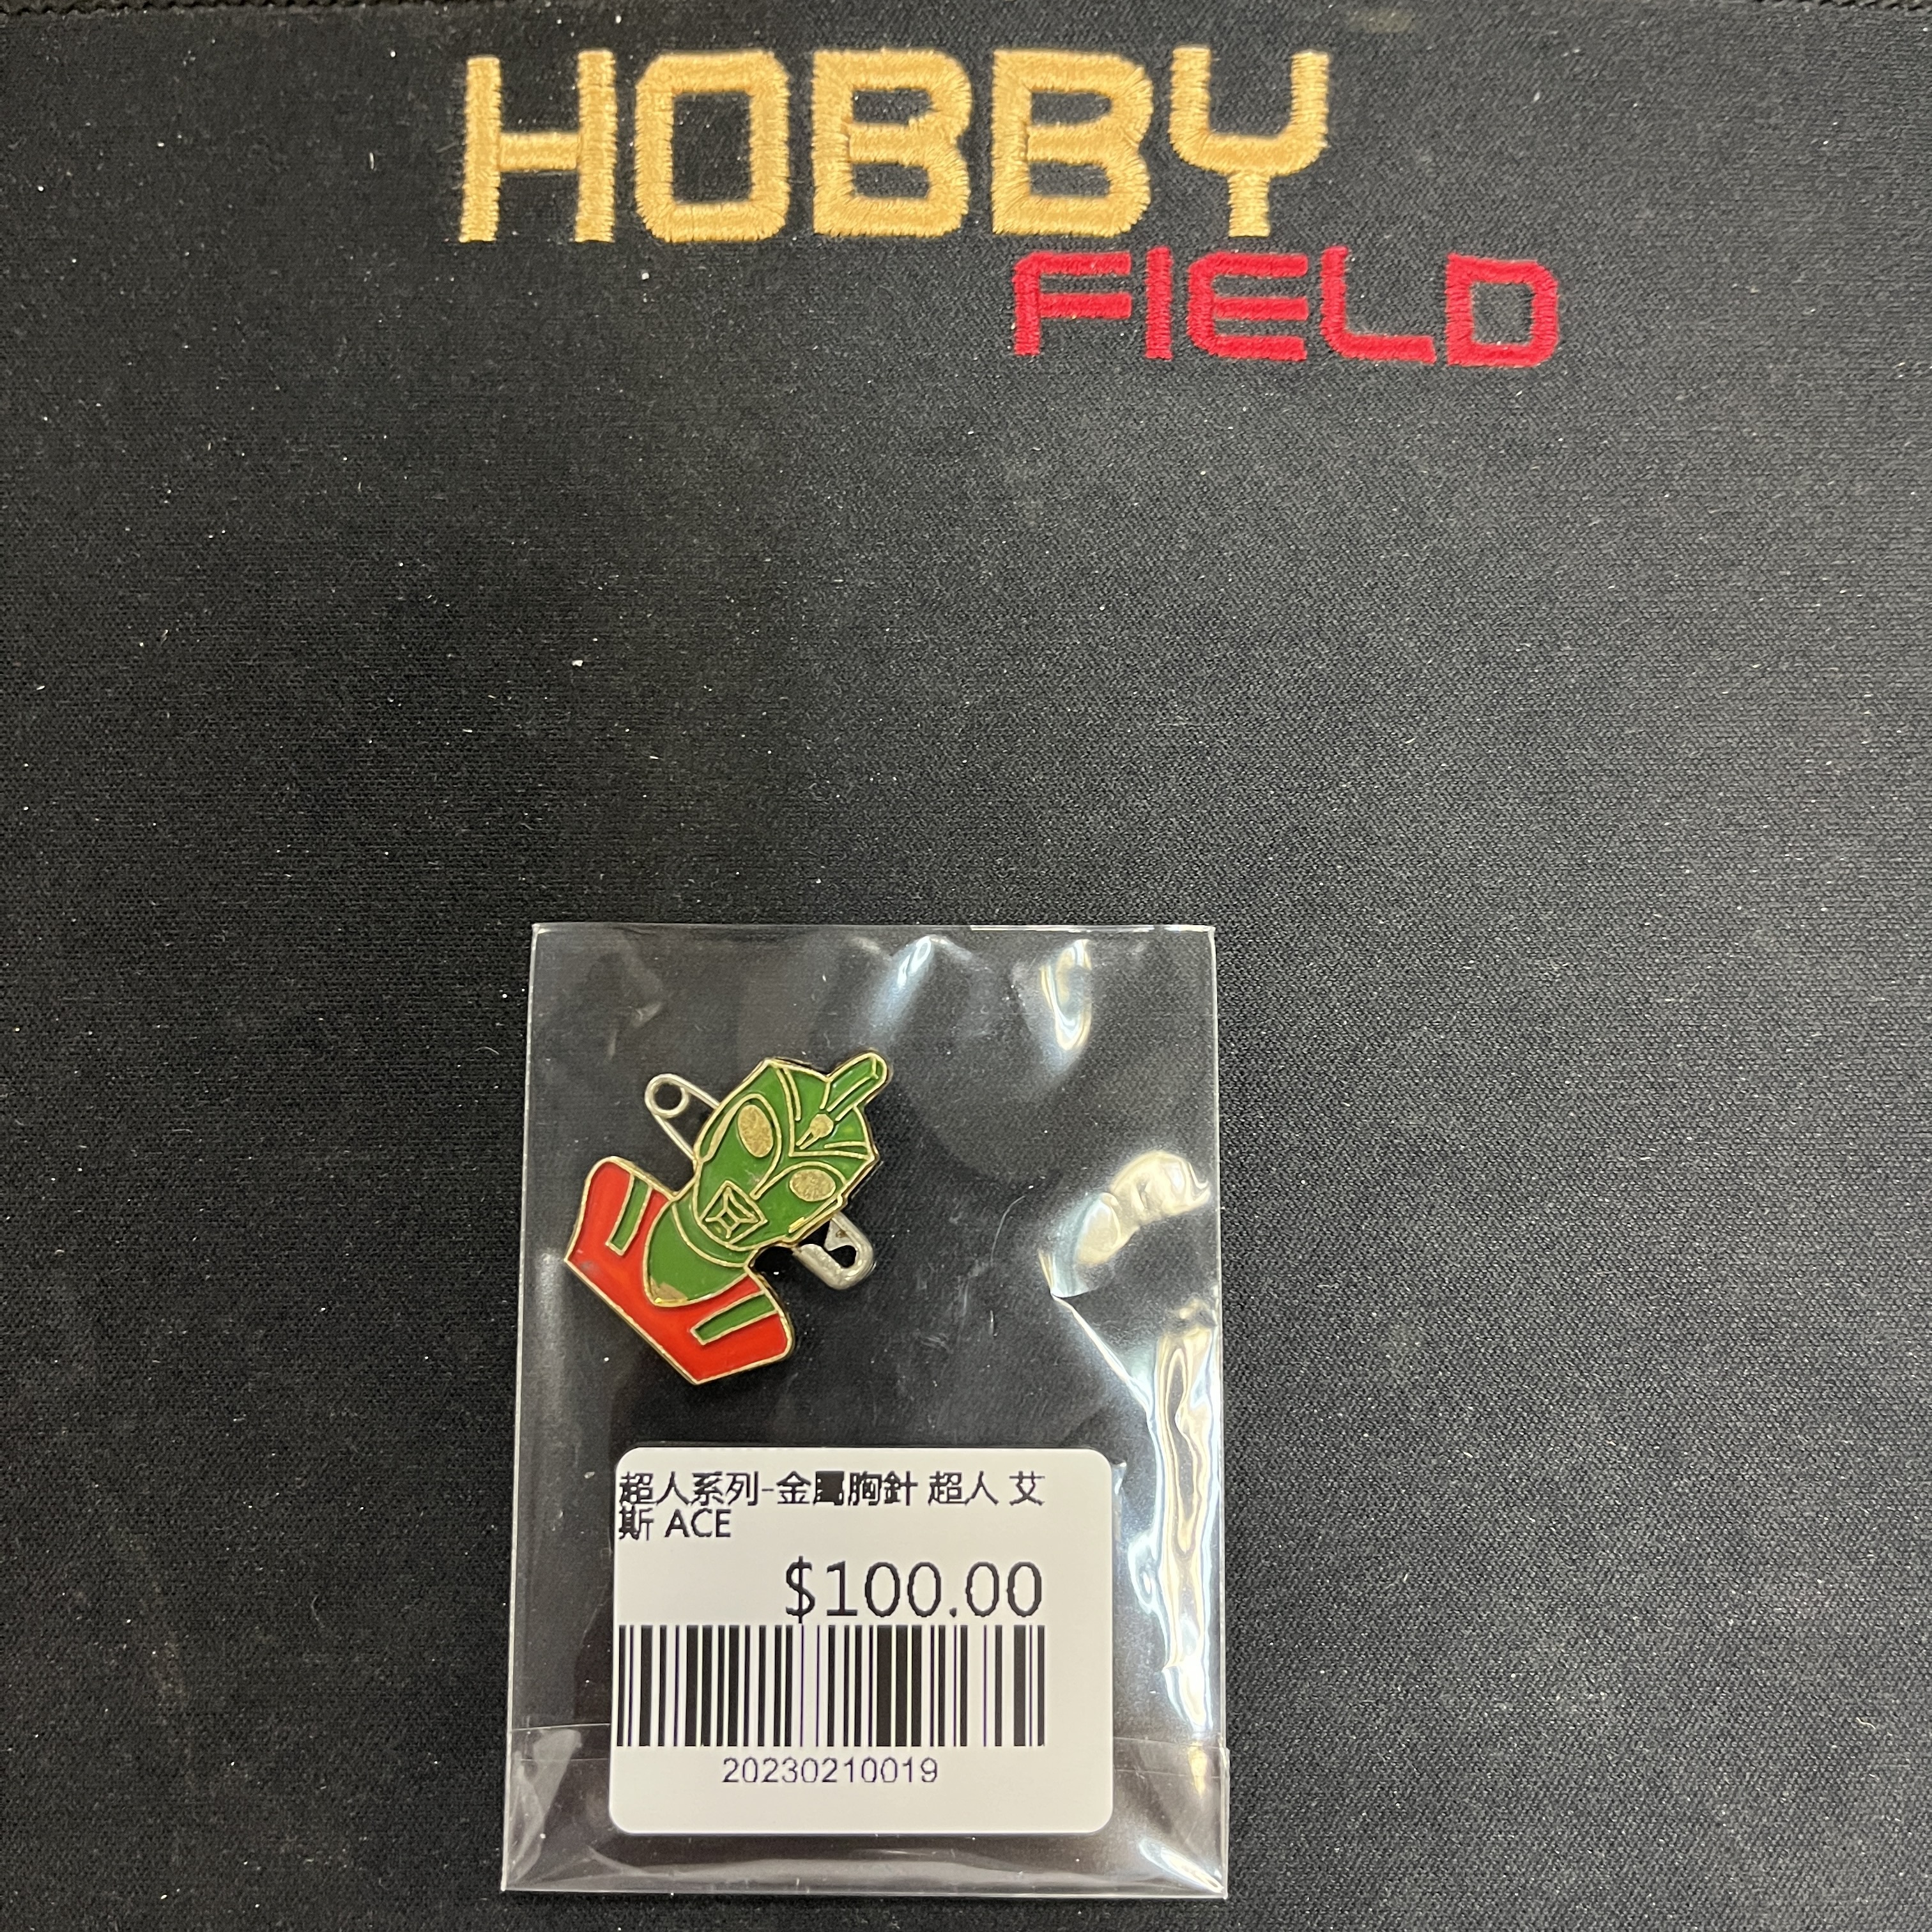 HOBBY
FIELD
超人系列-金屬胸針 超人 艾
斯 ACE
$100.00
20230210019